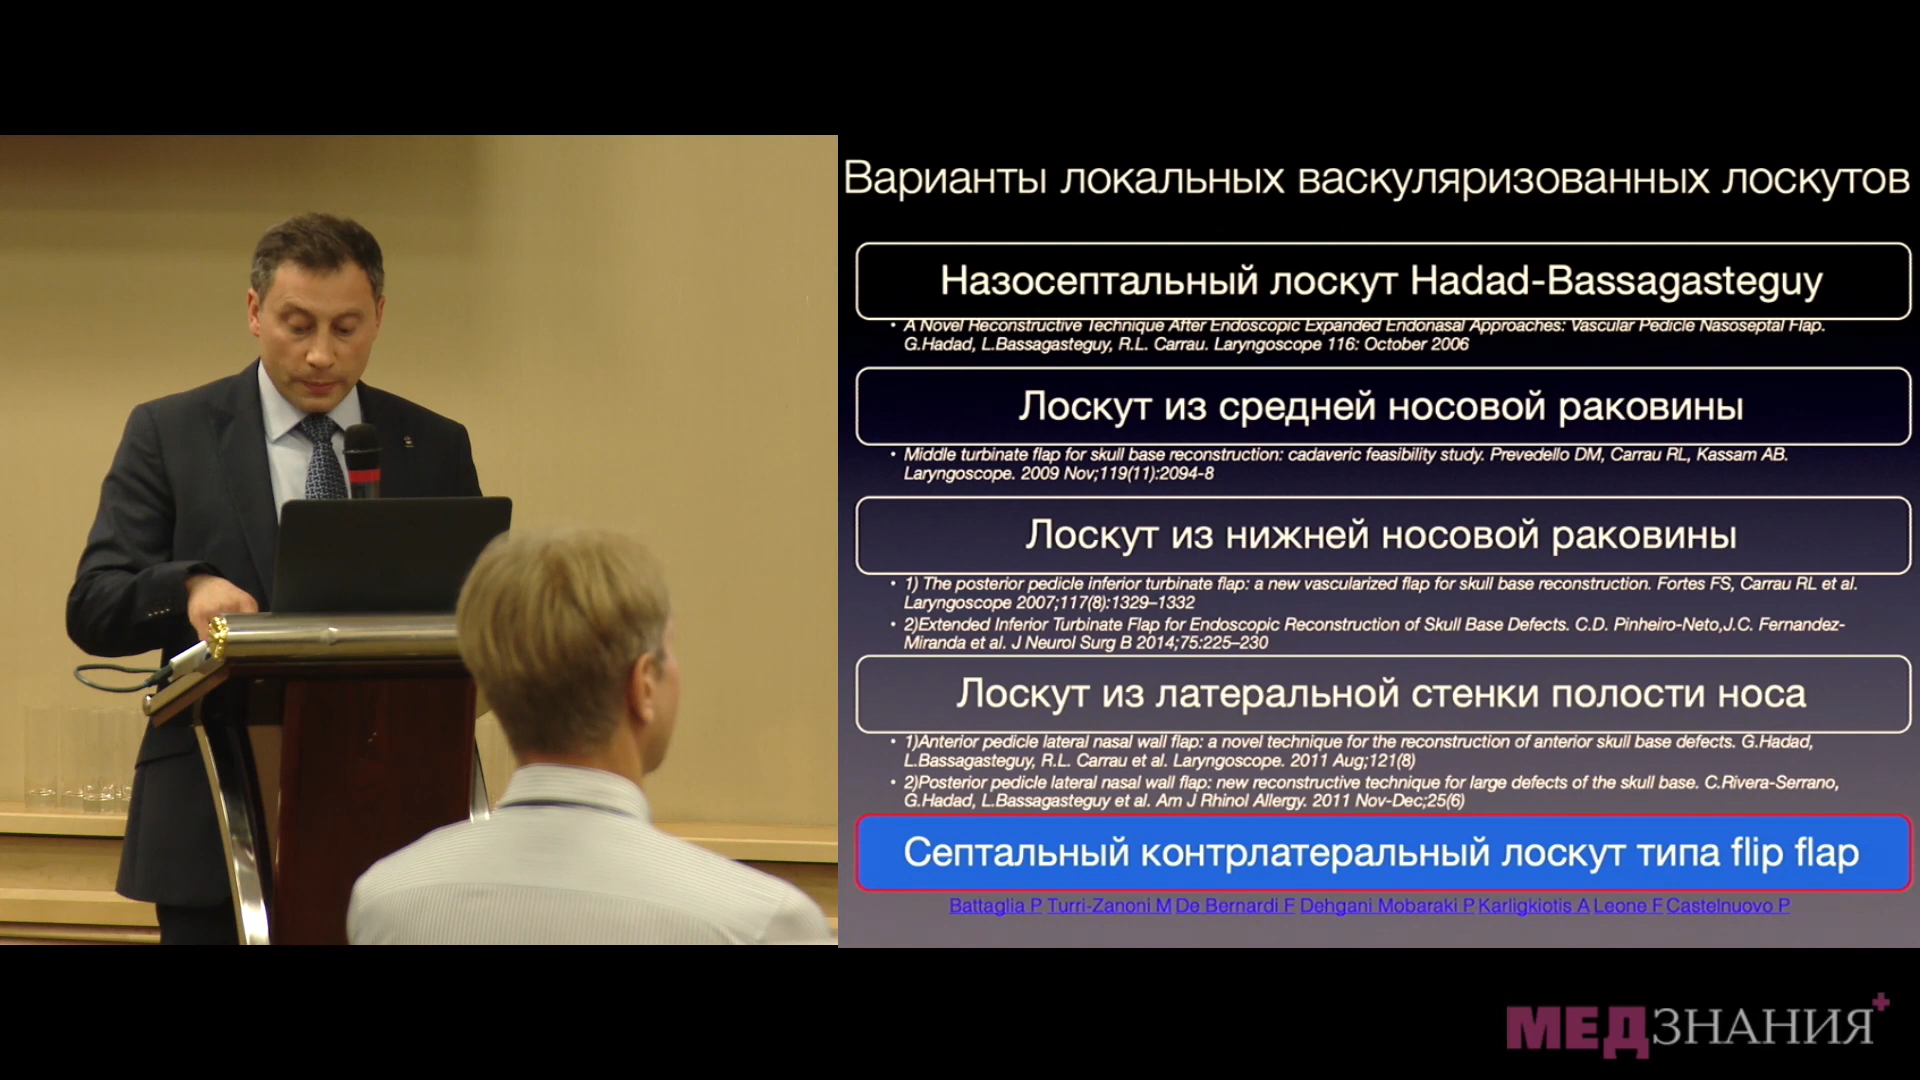 Варианты локальных васкуляризованных лоскутов
Назосептальный лоскут Hadad-Bassagasteguy
• A Novel Reconstructive Technique After Endoscopic Expanded Endonasal Approaches: Vascular Pedicle Nasoseptal Flap.
G.Hadad, L.Bassagasteguy, R.L. Carrau. Laryngoscope 116: October 2006
Лоскут из средней носовой раковины
• Middle turbinate flap for skull base reconstruction: cadaveric feasibility study. Prevedello DM, Carrau RL, Kassam AB.
Laryngoscope. 2009 Nov;119(11):2094-8
Лоскут из нижней носовой раковины
• 1) The posterior pedicle inferior turbinate flap: a new vascularized flap for skull base reconstruction. Fortes FS, Carrau RL et al.
Laryngoscope 2007;117(8):1329–1332
• 2)Extended Inferior Turbinate Flap for Endoscopic Reconstruction of Skull Base Defects. C.D. Pinheiro-Neto,J.C. Fernandez-
Miranda et al. J Neurol Surg B 2014;75:225–230
Лоскут из латеральной стенки полости носа
• 1)Anterior pedicle lateral nasal wall flap: a novel technique for the reconstruction of anterior skull base defects. G.Hadad,
L.Bassagasteguy, R.L. Carrau et al. Laryngoscope. 2011 Aug;121(8)
• 2)Posterior pedicle lateral nasal wall flap: new reconstructive technique for large defects of the skull base. C.Rivera-Serrano,
G.Hadad, L.Bassagasteguy et al. Am J Rhinol Allergy. 2011 Nov-Dec;25(6)
Септальный контрлатеральный лоскут типа flip flap
Battaglia P Turri-Zanoni M De Bernardi F Dehgani Mobaraki P Karligkiotis A Leone F Castelnuovo P
МЕДЗНАНИЯ+